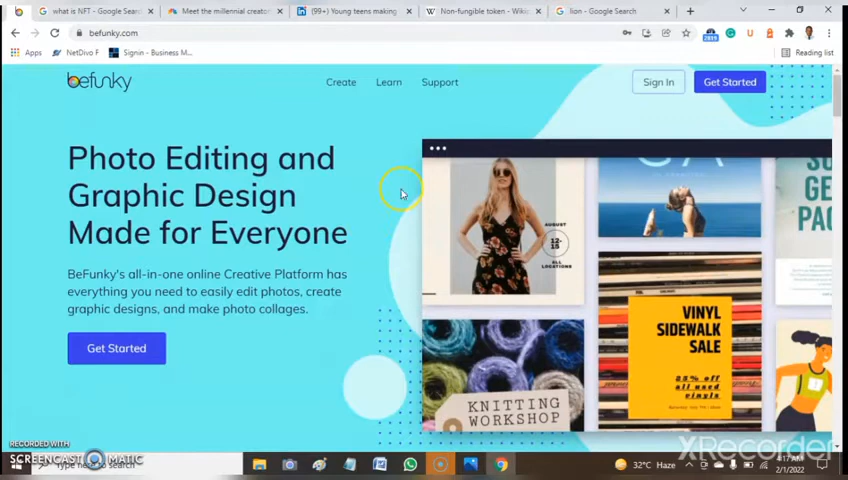 what is NFT - Google Sear
Meet the millennial creator
(99+) Young teens making
Non-fungible token - Wiki
lion - Google Search
befunky.com
Apps
NetDivo F
Signin - Business M...
Reading list
befunky
Create
Learn
Support
Sign In
Get Started
Photo Editing and
Graphic Design
Made for Everyone
BeFunky's all-in-one online Creative Platform has
everything you need to easily edit photos, create
graphic designs, and make photo collages.
Get Started
AUGUST
12-15
ALL
LOCATIONS
VINYL
SIDEWALK
SALE
25% off
all used
vinyls
KNITTING
WORKSHOP
RECORDED WITH
SCREENCAST MATIC
Type here to search
XRecorder
32°C Haze
4:17 AM
2/1/2022